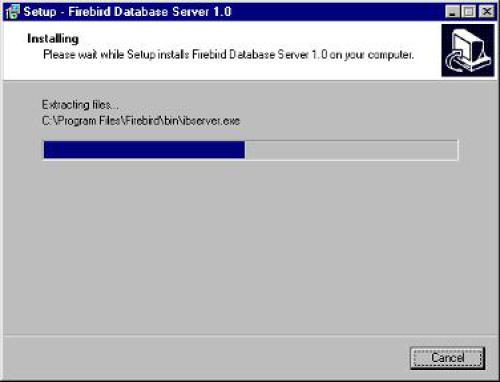 Setup - Firebird Database Server 1.0
Installing
Please wait while Setup installs Firebird Database Server 1.0 on your computer.
Extracting files...
C:\Program Files\Firebird\bin\ibserver.exe
Cancel